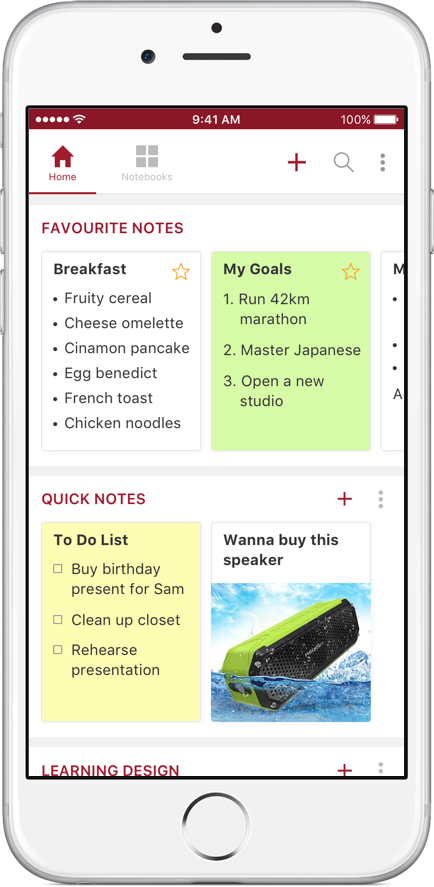 9:41 AM
100%
Home
Notebooks
FAVOURITE NOTES
Breakfast
• Fruity cereal
• Cheese omelette
• Cinamon pancake
• Egg benedict
• French toast
• Chicken noodles
My Goals
1. Run 42km
marathon
2. Master Japanese
3. Open a new
studio
M
•
•
•
A
QUICK NOTES
To Do List
Buy birthday
present for Sam
Clean up closet
Rehearse
presentation
Wanna buy this
speaker
LEARNING DESIGN